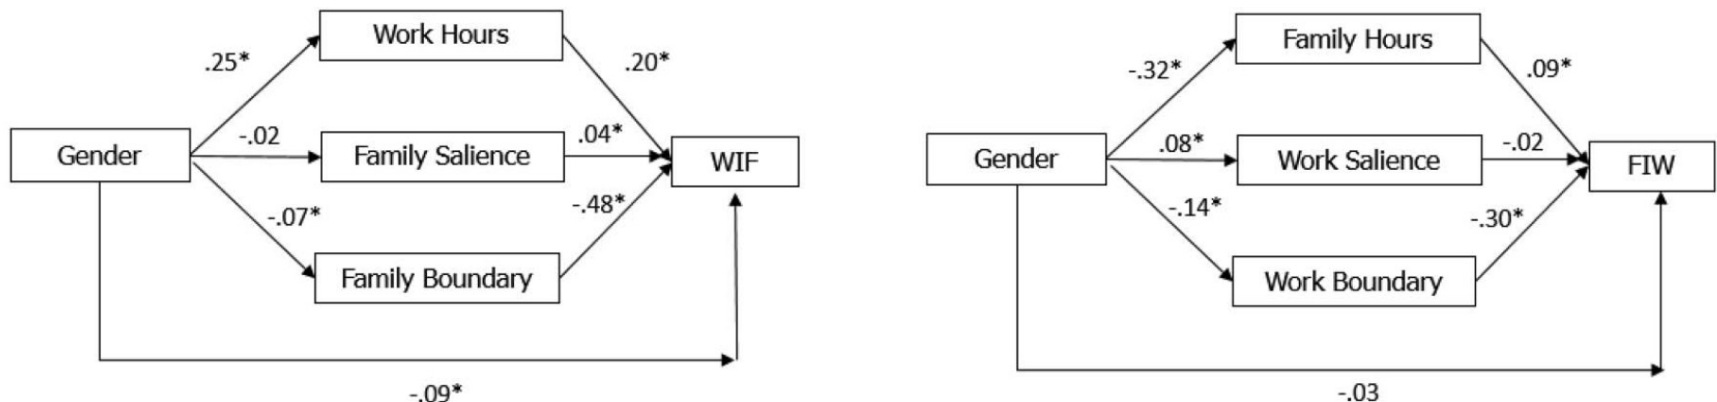 Work Hours
.25*
.20*
Gender
-.02
Family Salience
.04*
WIF
-.07*
-.48*
Family Boundary
-.09*
Family Hours
-.32*
.09*
Gender
.08*
Work Salience
-.02
FIW
-.14*
-.30*
Work Boundary
-.03